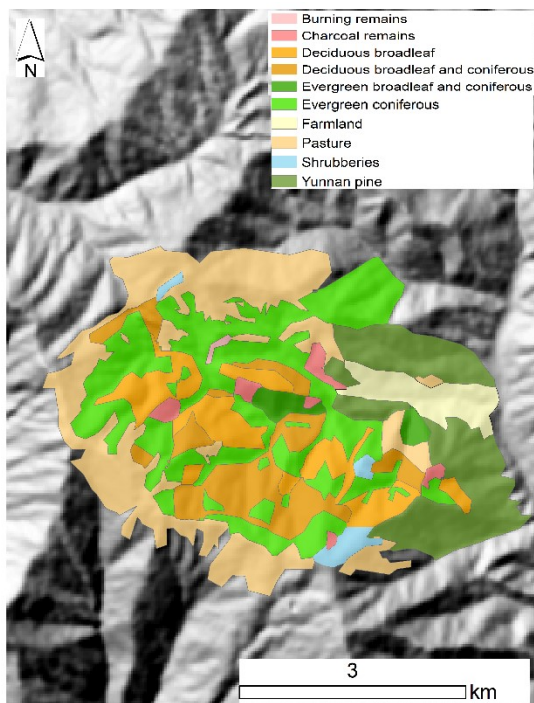 N
Burning remains
Charcoal remains
Deciduous broadleaf
Deciduous broadleaf and coniferous
Evergreen broadleaf and coniferous
Evergreen coniferous
Farmland
Pasture
Shrubberies
Yunnan pine
3
km